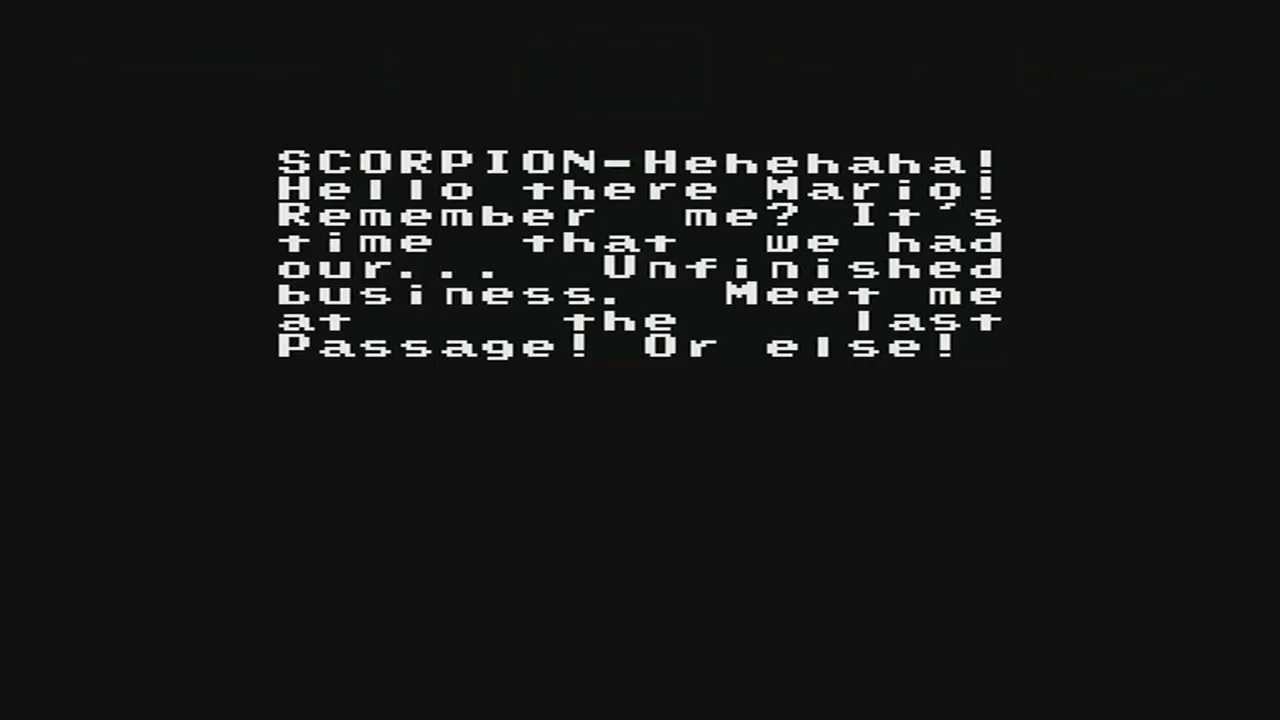 SCORPION-Hehehaha!
Hello there Mario!
Remember me? It's
time that we had
our... Unfinished
business. Meet me
at the last
Passage! Or else!